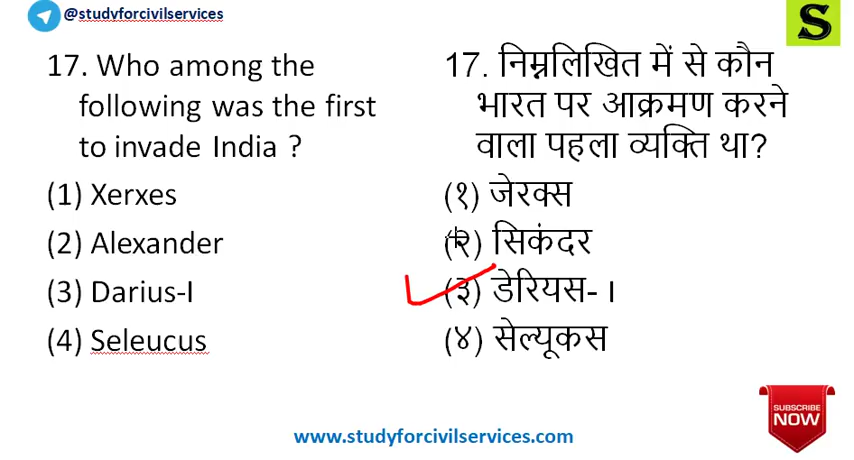 @studyforcivilservices
S
17. Who among the
following was the first
to invade India ?
(1) Xerxes
(2) Alexander
(3) Darius-I
(4) Seleucus
17. निम्नलिखित में से कौन
भारत पर आक्रमण करने
वाला पहला व्यक्ति था?
(१) जेरक्स
(२) सिकंदर
(३) डेरियस- I
(४) सेल्यूकस
SUBSCRIBE
NOW
www.studyforcivilservices.com